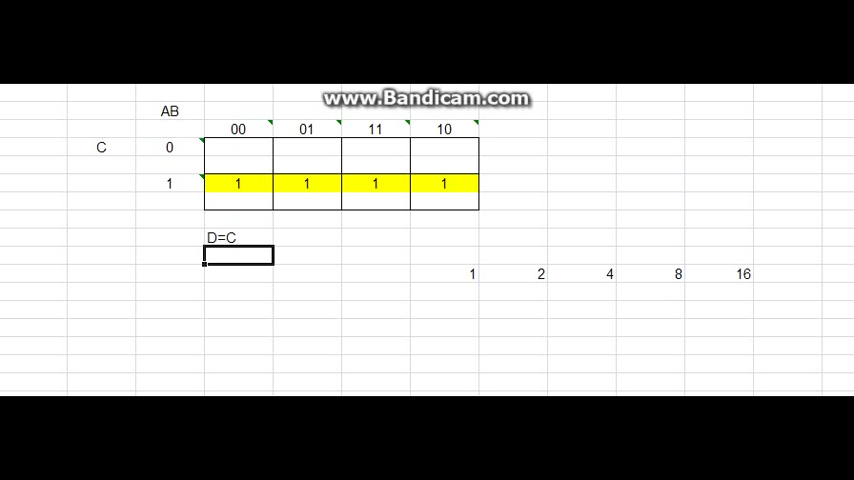 www.Bandicam.com
AB
00 01 11 10
C 0
1 1 1 1 1
D=C
1 2 4 8 16